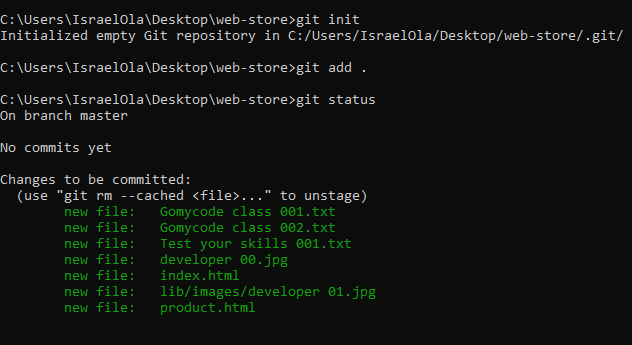 C:\Users\IsraelOla\Desktop\web-store>git init
Initialized empty Git repository in C:/Users/IsraelOla/Desktop/web-store/.git/
C:\Users\IsraelOla\Desktop\web-store>git add .
C:\Users\IsraelOla\Desktop\web-store>git status
On branch master
No commits yet
Changes to be committed:
  (use "git rm --cached <file>..." to unstage)
        new file:   Gomycode class 001.txt
        new file:   Gomycode class 002.txt
        new file:   Test your skills 001.txt
        new file:   developer 00.jpg
        new file:   index.html
        new file:   lib/images/developer 01.jpg
        new file:   product.html